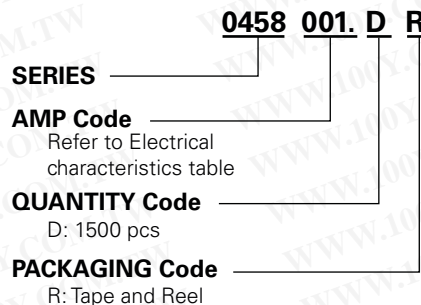 0458 001. D R
SERIES
AMP Code
Refer to Electrical
characteristics table
QUANTITY Code
D: 1500 pcs
PACKAGING Code
R: Tape and Reel